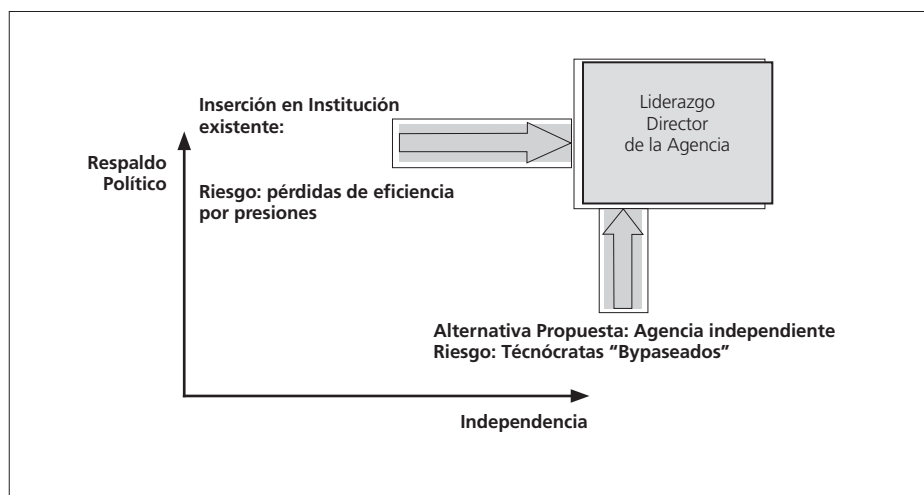 Inserción en Institución
existente:
Liderazgo
Director
de la Agencia
Respaldo
Político
Riesgo: pérdidas de eficiencia
por presiones
Alternativa Propuesta: Agencia independiente
Riesgo: Técnócratas “Bypaseados”
Independencia